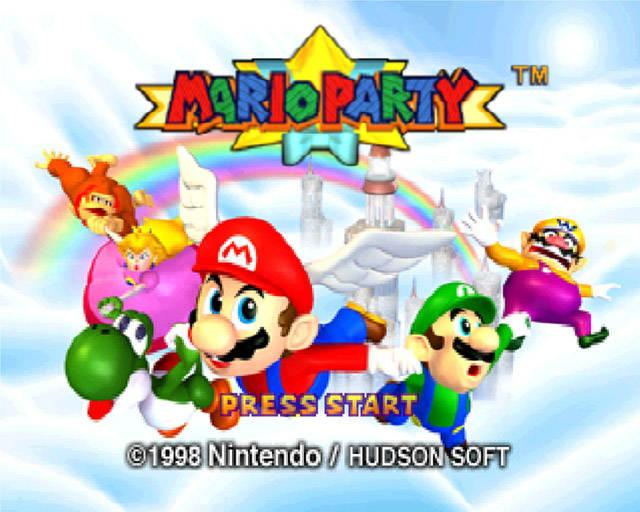 MARIO PARTY TM
M
L
W
PRESS START
©1998 Nintendo / HUDSON SOFT